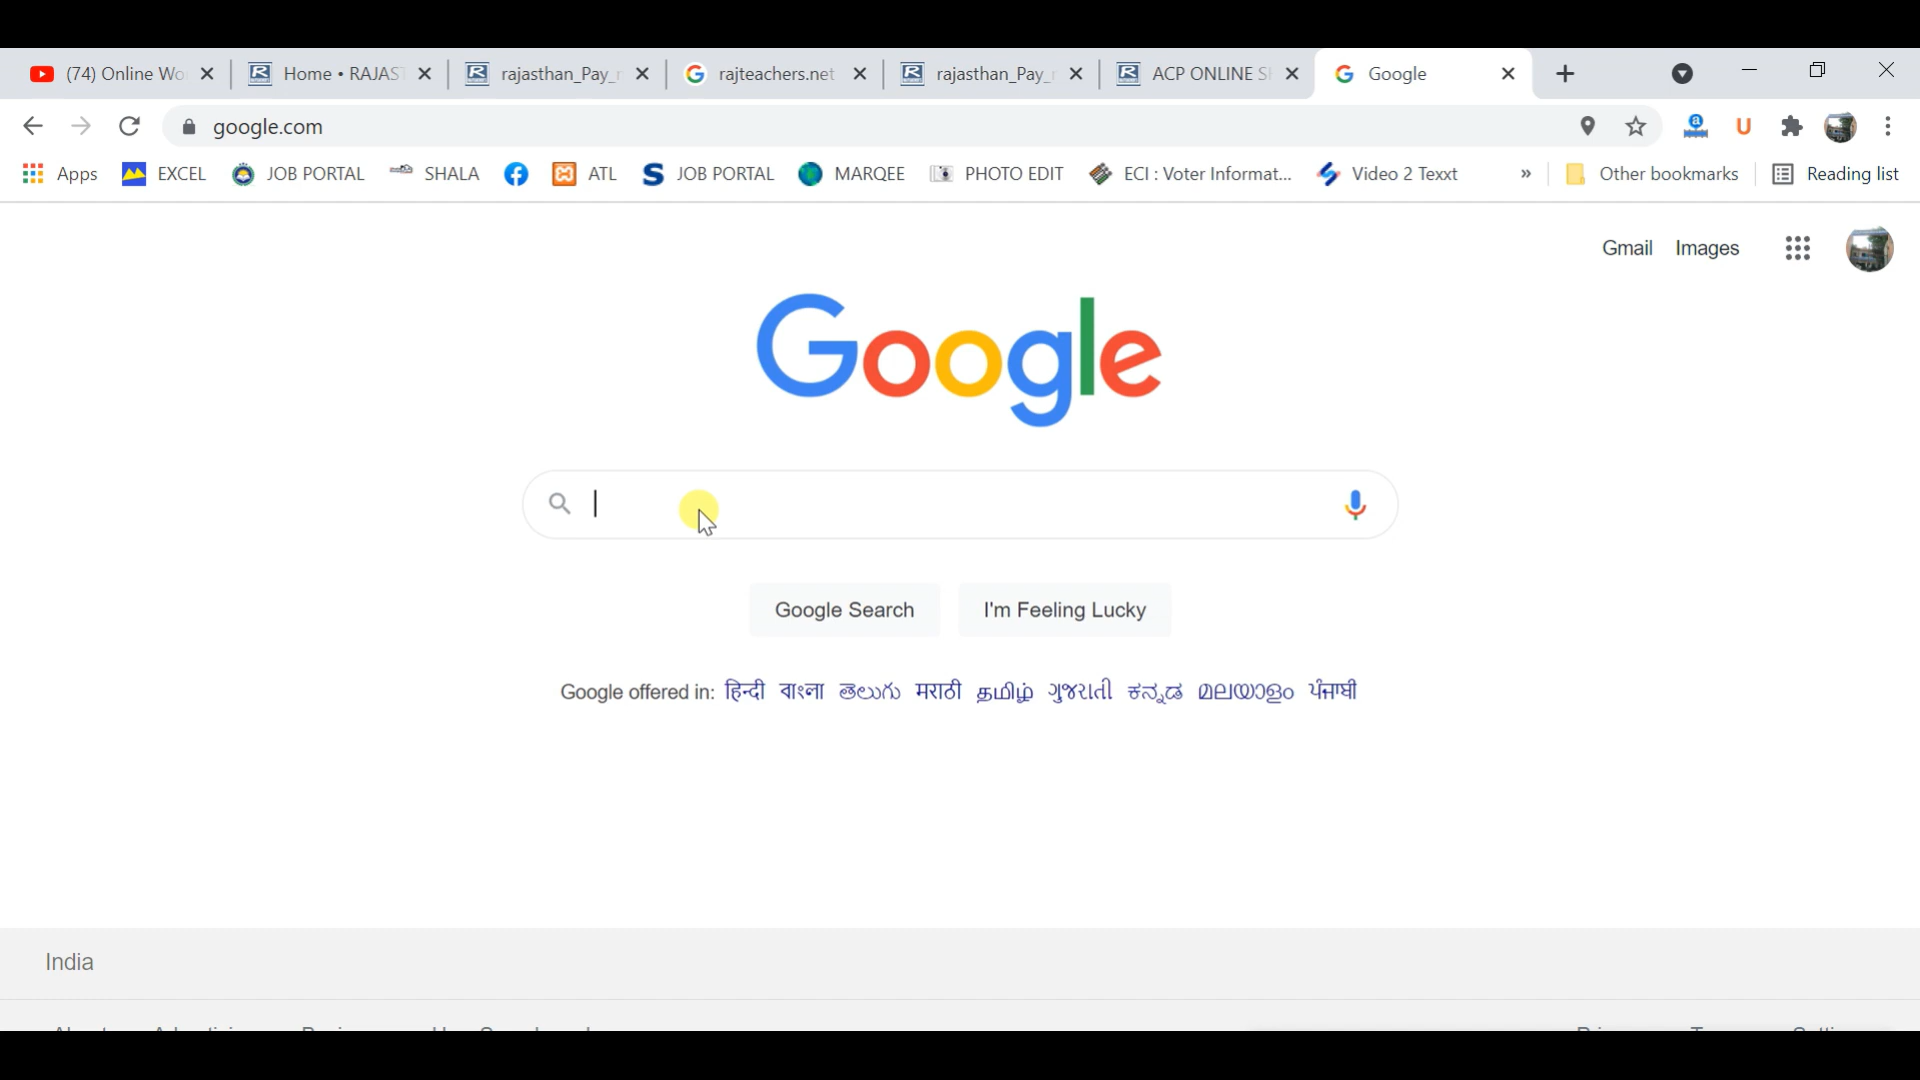 (74) Online Wo Home • RAJAS rajasthan_Pay_ rajteachers.net rajasthan_Pay_ ACP ONLINE S Google
google.com
Apps EXCEL JOB PORTAL SHALA ATL JOB PORTAL MARQEE PHOTO EDIT ECI : Voter Informat... Video 2 Texxt » Other bookmarks Reading list
Gmail Images
Google
Google Search I'm Feeling Lucky
Google offered in: हिन्दी বাংলা తెలుగు मराठी தமிழ் ગુજરાતી ಕನ್ನಡ മലയാളം ਪੰਜਾਬੀ
India